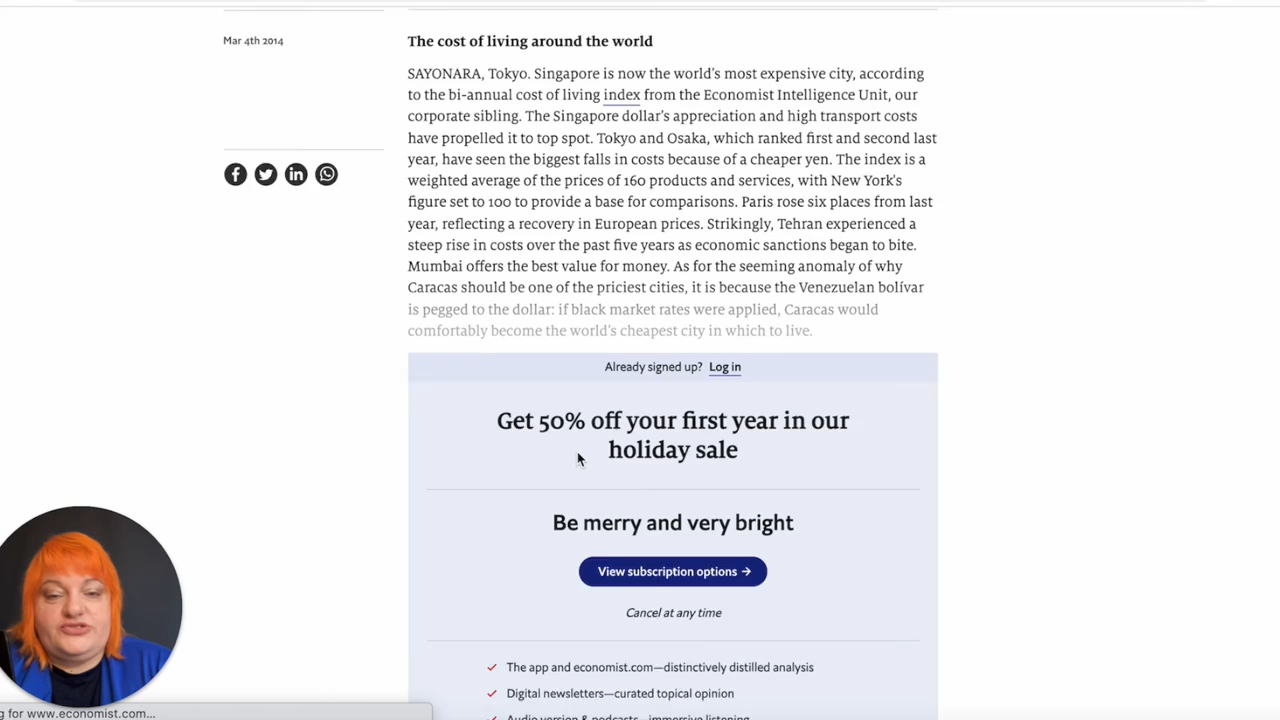 Mar 4th 2014
The cost of living around the world
SAYONARA, Tokyo. Singapore is now the world's most expensive city, according
to the bi-annual cost of living index from the Economist Intelligence Unit, our
corporate sibling. The Singapore dollar's appreciation and high transport costs
have propelled it to top spot. Tokyo and Osaka, which ranked first and second last
year, have seen the biggest falls in costs because of a cheaper yen. The index is a
weighted average of the prices of 160 products and services, with New York's
figure set to 100 to provide a base for comparisons. Paris rose six places from last
year, reflecting a recovery in European prices. Strikingly, Tehran experienced a
steep rise in costs over the past five years as economic sanctions began to bite.
Mumbai offers the best value for money. As for the seeming anomaly of why
Caracas should be one of the priciest cities, it is because the Venezuelan bolívar
is pegged to the dollar: if black market rates were applied, Caracas would
comfortably become the world's cheapest city in which to live.
Already signed up? Log in
Get 50% off your first year in our
holiday sale
Be merry and very bright
View subscription options →
Cancel at any time
The app and economist.com—distinctively distilled analysis
Digital newsletters—curated topical opinion
Audio version & podcasts—immersive listening
g for www.economist.com...